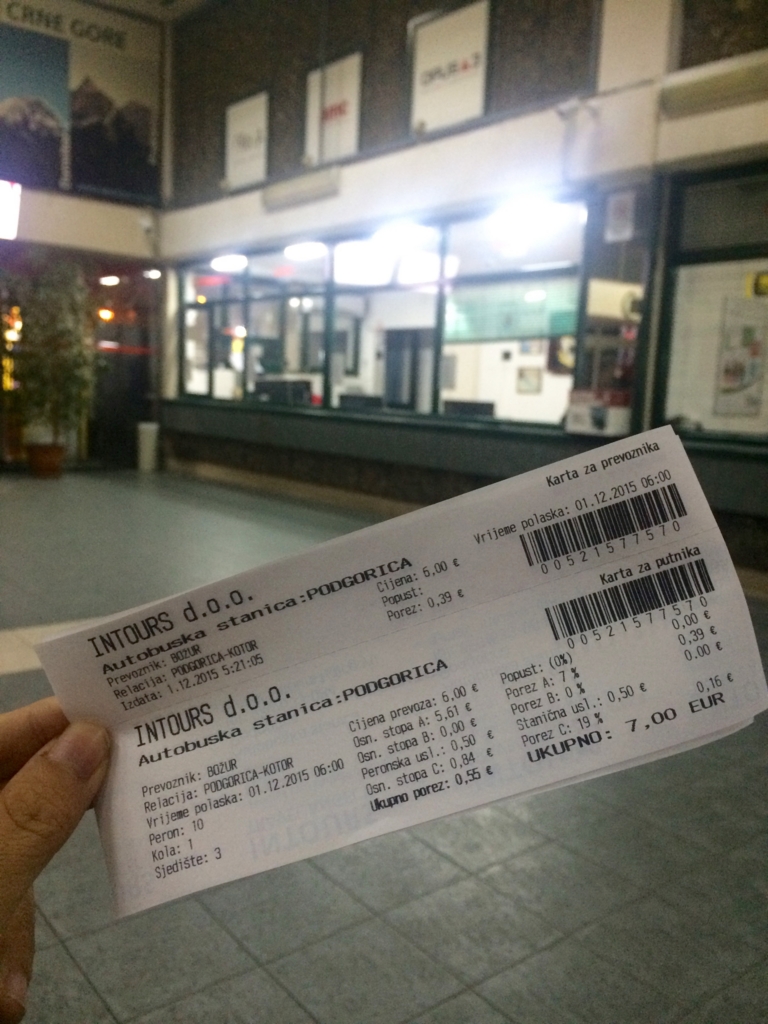 CRNE GORE
Karta za prevoznika
INTOURS d.o.o.
Autobuska stanica:PODGORICA
Prevoznik: BOŽUR
Relacija: PODGORICA-KOTOR
Izdata: 1.12.2015 5:21:05
Cijena: 6,00 €
Popust:
Porez: 0,39 €
Vrijeme polaska: 01.12.2015 06:00
00521577570
Karta za putnika
INTOURS d.o.o.
Autobuska stanica:PODGORICA
Prevoznik: BOŽUR
Relacija: PODGORICA-KOTOR
Vrijeme polaska: 01.12.2015 06:00
Peron: 10
Kola: 1
Sjedište: 3
Cijena prevoza: 6,00 €
Osn. stopa A: 5,61 €
Osn. stopa B: 0,00 €
Peronska usl.: 0,50 €
Osn. stopa C: 0,84 €
Ukupno porez: 0,55 €
00521577570
Popust: (0%) 0,00 €
Porez A: 7 % 0,39 €
Porez B: 0 % 0.00 €
Stanična usl.: 0,50 €
Porez C: 19 % 0,16 €
UKUPNO: 7,00 EUR